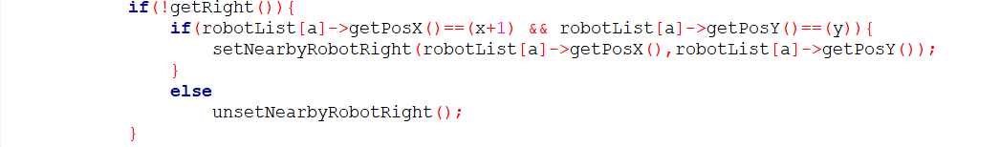 if(!getRight()){
if(robotList[a]->getPosX()==(x+1) && robotList[a]->getPosY()==(y)){
setNearbyRobotRight(robotList[a]->getPosX(),robotList[a]->getPosY());
}
else
unsetNearbyRobotRight();
}